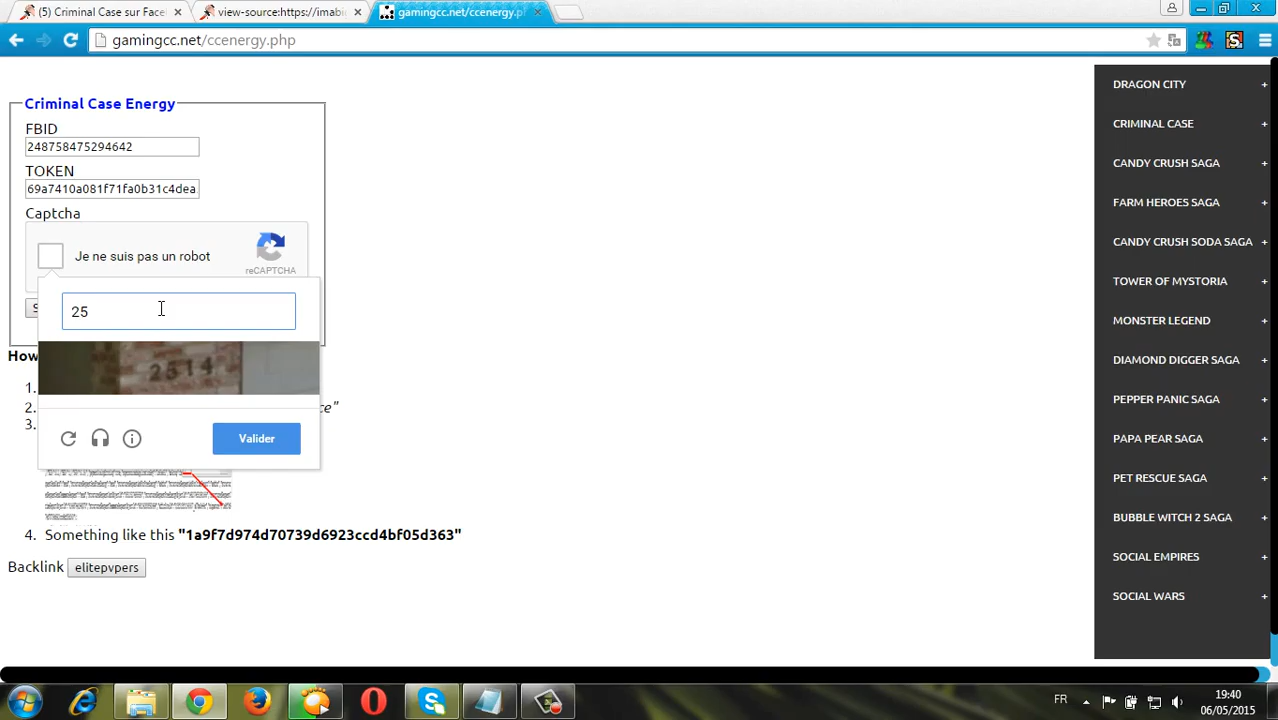 (5) Criminal Case sur Face
view-source:https://imabi
gamingcc.net/ccenergy.p
gamingcc.net/ccenergy.php
Criminal Case Energy
FBID
248758475294642
TOKEN
69a7410a081f71fa0b31c4dea
Captcha
Je ne suis pas un robot
reCAPTCHA
25
S
2514
How
1.
2. ce"
3.
Valider
4. Something like this "1a9f7d974d70739d6923ccd4bf05d363"
Backlink elitepvpers
DRAGON CITY +
CRIMINAL CASE +
CANDY CRUSH SAGA +
FARM HEROES SAGA +
CANDY CRUSH SODA SAGA +
TOWER OF MYSTORIA +
MONSTER LEGEND +
DIAMOND DIGGER SAGA +
PEPPER PANIC SAGA +
PAPA PEAR SAGA +
PET RESCUE SAGA +
BUBBLE WITCH 2 SAGA +
SOCIAL EMPIRES +
SOCIAL WARS +
FR
19:40
06/05/2015